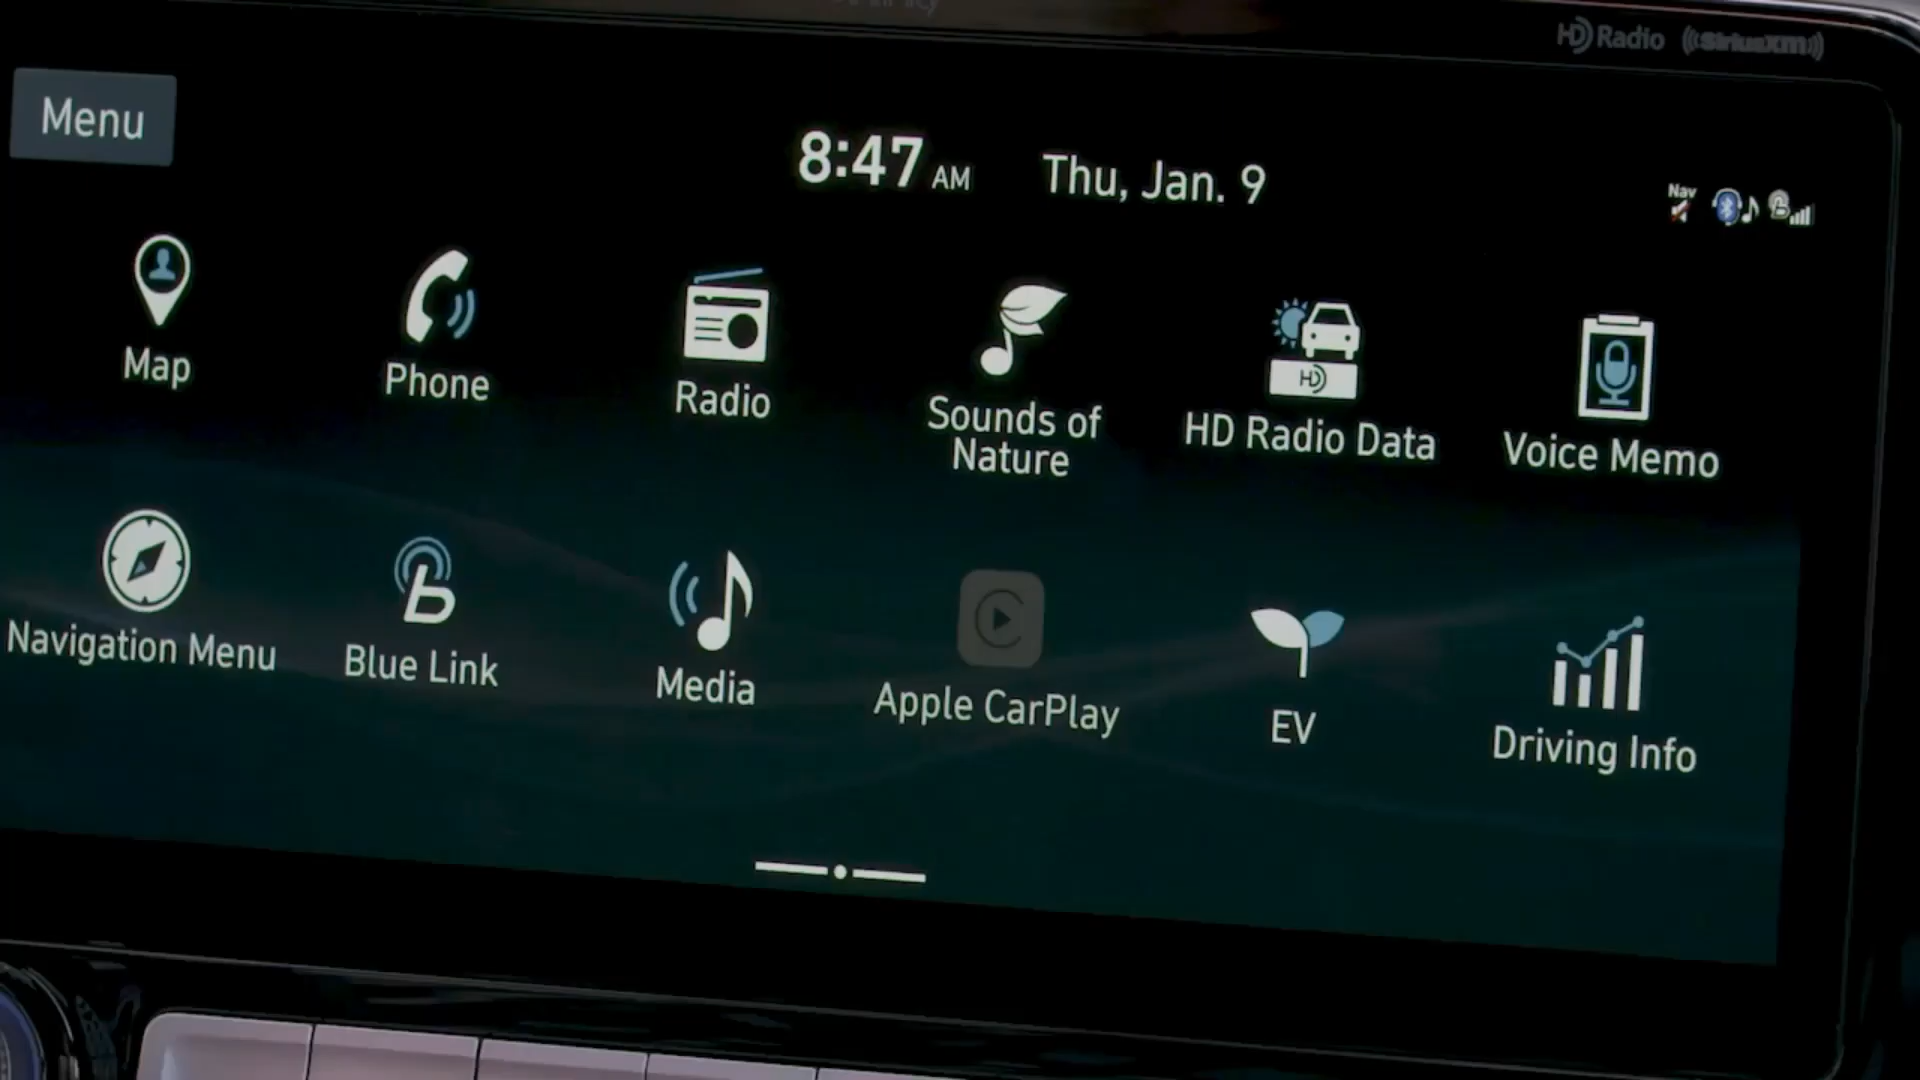 HD Radio SiriusXM
Menu
8:47 AM Thu, Jan. 9
Nav
Map
Phone
Radio
Sounds of
Nature
HD Radio Data
Voice Memo
Navigation Menu
Blue Link
Media
Apple CarPlay
EV
Driving Info